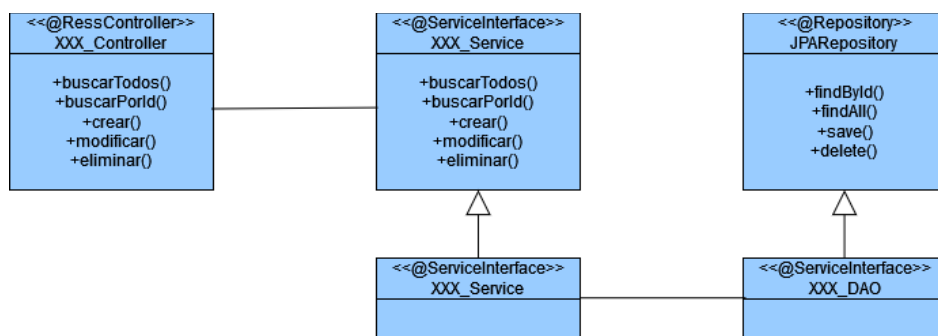 <<@RessController>>
XXX_Controller
+buscarTodos()
+buscarPorId()
+crear()
+modificar()
+eliminar()
<<@ServiceInterface>>
XXX_Service
+buscarTodos()
+buscarPorId()
+crear()
+modificar()
+eliminar()
<<@Repository>>
JPARepository
+findById()
+findAll()
+save()
+delete()
<<@ServiceInterface>>
XXX_Service
<<@ServiceInterface>>
XXX_DAO